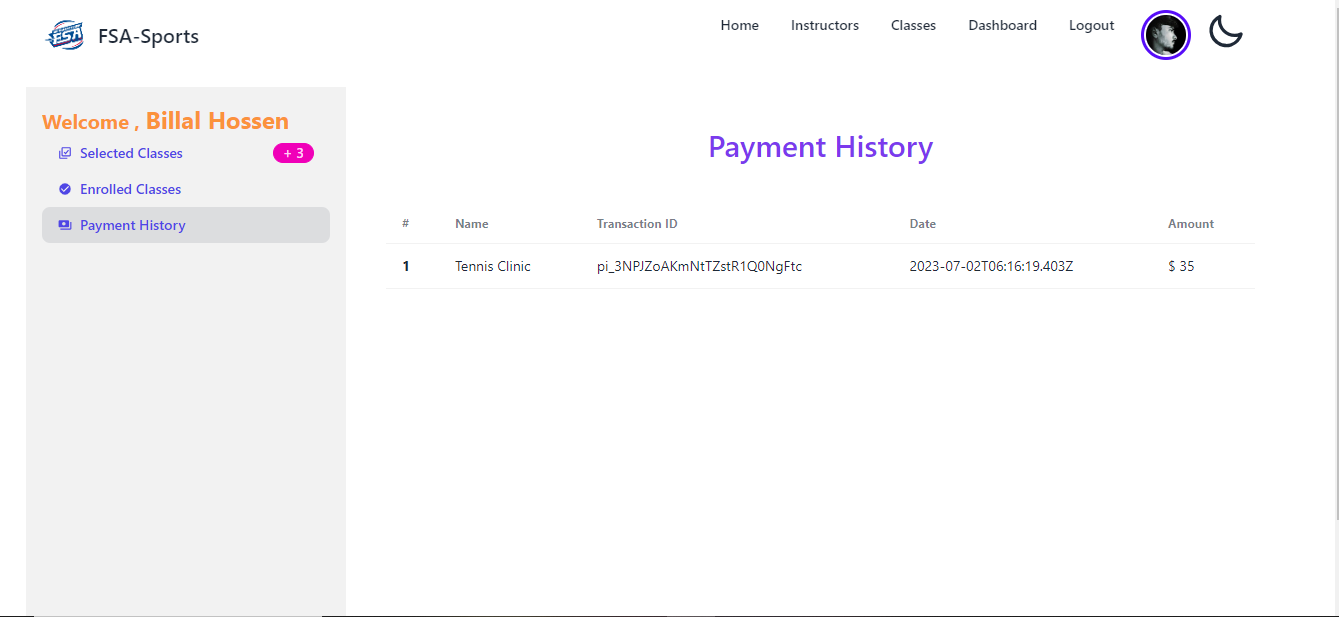 ESA
FSA-Sports
Home Instructors Classes Dashboard Logout
Welcome , Billal Hossen
Selected Classes + 3
Enrolled Classes
Payment History
Payment History
# Name Transaction ID Date Amount
1 Tennis Clinic pi_3NPJZoAKmNtTZstR1Q0NgFtc 2023-07-02T06:16:19.403Z $ 35